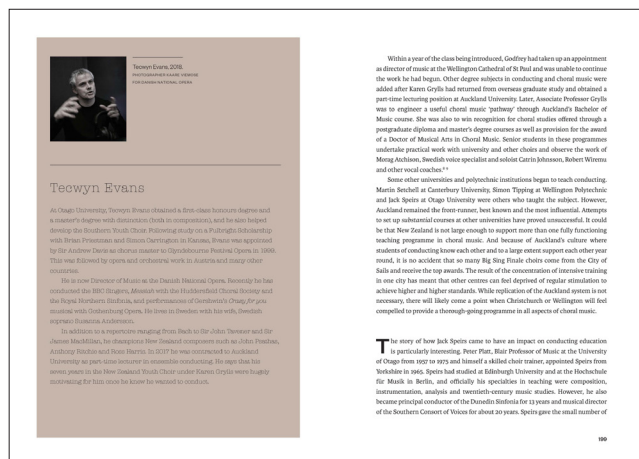 Tecwyn Evans, 2019.
PHOTOGRAPHER KAARE VIEMOSE
FOR DANISH NATIONAL OPERA
Tecwyn Evans
At Otago University, Tecwyn Evans obtained a first-class honours degree and
a master's degree with distinction (both in composition), and he also helped
develop the Southern Youth Choir. Following study on a Fulbright Scholarship
with Brian Priestman and Simon Carrington in Kansas, Evans was appointed
by Sir Andrew Davis as chorus master to Glyndebourne Festival Opera in 1999.
This was followed by opera and orchestral work in Austria and many other
countries.
He is now Director of Music at the Danish National Opera. Recently he has
conducted the BBC Singers, Messiah with the Huddersfield Choral Society and
the Royal Northern Sinfonia, and performances of Gershwin's Crazy for you
musical with Gothenburg Opera. He lives in Sweden with his wife, Swedish
soprano Susanna Andersson.
In addition to a repertoire ranging from Bach to Sir John Tavener and Sir
James MacMillan, he champions New Zealand composers such as John Psathas,
Anthony Ritchie and Ross Harris. In 2017 he was contracted to Auckland
University as part-time lecturer in ensemble conducting. He says that his
seven years in the New Zealand Youth Choir under Karen Grylls were hugely
motivating for him once he knew he wanted to conduct.
Within a year of the class being introduced, Godfrey had taken up an appointment
as director of music at the Wellington Cathedral of St Paul and was unable to continue
the work he had begun. Other degree subjects in conducting and choral music were
added after Karen Grylls had returned from overseas graduate study and obtained a
part-time lecturing position at Auckland University. Later, Associate Professor Grylls
was to engineer a useful choral music 'pathway' through Auckland's Bachelor of
Music course. She was also to win recognition for choral studies offered through a
postgraduate diploma and master's degree courses as well as provision for the award
of a Doctor of Musical Arts in Choral Music. Senior students in these programmes
undertake practical work with university and other choirs and observe the work of
Morag Atchison, Swedish voice specialist and soloist Catrin Johnsson, Robert Wiremu
and other vocal coaches.
Some other universities and polytechnic institutions began to teach conducting.
Martin Setchell at Canterbury University, Simon Tipping at Wellington Polytechnic
and Jack Speirs at Otago University were others who taught the subject. However,
Auckland remained the front-runner, best known and the most influential. Attempts
to set up substantial courses at other universities have proved unsuccessful. It could
be that New Zealand is not large enough to support more than one fully functioning
teaching programme in choral music. And because of Auckland's culture where
students of conducting know each other and to a large extent support each other year
round, it is no accident that so many Big Sing Finale choirs come from the City of
Sails and receive the top awards. The result of the concentration of intensive training
in one city has meant that other centres can feel deprived of regular stimulation to
achieve higher and higher standards. While replication of the Auckland system is not
necessary, there will likely come a point when Christchurch or Wellington will feel
compelled to provide a thorough-going programme in all aspects of choral music.
The story of how Jack Speirs came to have an impact on conducting education
is particularly interesting. Peter Platt, Blair Professor of Music at the University
of Otago from 1957 to 1975 and himself a skilled choir trainer, appointed Speirs from
Yorkshire in 1965. Speirs had studied at Edinburgh University and at the Hochschule
für Musik in Berlin, and officially his specialties in teaching were composition,
instrumentation, analysis and twentieth-century music studies. However, he also
became principal conductor of the Dunedin Sinfonia for 13 years and musical director
of the Southern Consort of Voices for about 20 years. Speirs gave the small number of
199